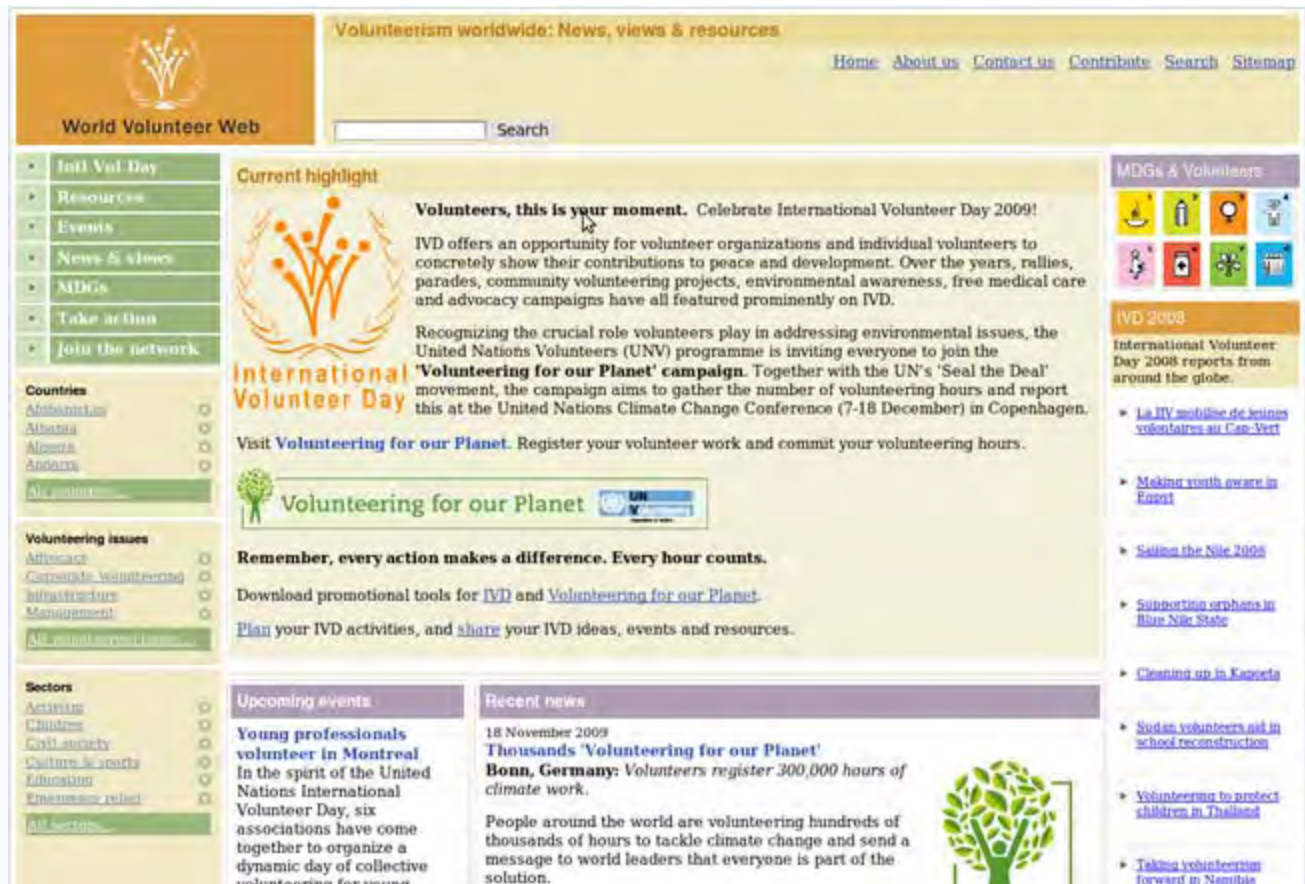 Volunteerism worldwide: News, views & resources
Home About us Contact us Contribute Search Sitemap
World Volunteer Web
Search
Intl Vol Day
Resources
Events
News & views
MDGs
Take action
Join the network
Countries
Afghanistan
Albania
Algeria
Andorra
All countries...
Volunteering issues
Advocacy
Corporate volunteering
Infrastructure
Management
Sectors
Activism
Children
Civil society
Culture & sports
Education
Emergency relief
All sectors...
Current highlight
Volunteers, this is your moment. Celebrate International Volunteer Day 2009!
IVD offers an opportunity for volunteer organizations and individual volunteers to
concretely show their contributions to peace and development. Over the years, rallies,
parades, community volunteering projects, environmental awareness, free medical care
and advocacy campaigns have all featured prominently on IVD.
Recognizing the crucial role volunteers play in addressing environmental issues, the
United Nations Volunteers (UNV) programme is inviting everyone to join the
'Volunteering for our Planet' campaign. Together with the UN's 'Seal the Deal'
movement, the campaign aims to gather the number of volunteering hours and report
this at the United Nations Climate Change Conference (7-18 December) in Copenhagen.
International
Volunteer Day
Visit Volunteering for our Planet. Register your volunteer work and commit your volunteering hours.
Volunteering for our Planet
UN
V
Remember, every action makes a difference. Every hour counts.
Download promotional tools for IVD and Volunteering for our Planet.
Plan your IVD activities, and share your IVD ideas, events and resources.
Upcoming events
Young professionals
volunteer in Montreal
In the spirit of the United
Nations International
Volunteer Day, six
associations have come
together to organize a
dynamic day of collective
volunteering for young
Recent news
18 November 2009
Thousands 'Volunteering for our Planet'
Bonn, Germany: Volunteers register 300,000 hours of
climate work.
People around the world are volunteering hundreds of
thousands of hours to tackle climate change and send a
message to world leaders that everyone is part of the
solution.
MDGs & Volunteers
IVD 2008
International Volunteer
Day 2008 reports from
around the globe.
La JIV mobilise de jeunes
volontaires au Cap-Vert
Making youth aware in
Egypt
Sailing the Nile 2008
Supporting orphans in
Blue Nile State
Cleaning up in Kapoeta
Sudan volunteers aid in
school reconstruction
Volunteering to protect
children in Thailand
Taking volunteerism
forward in Namibia